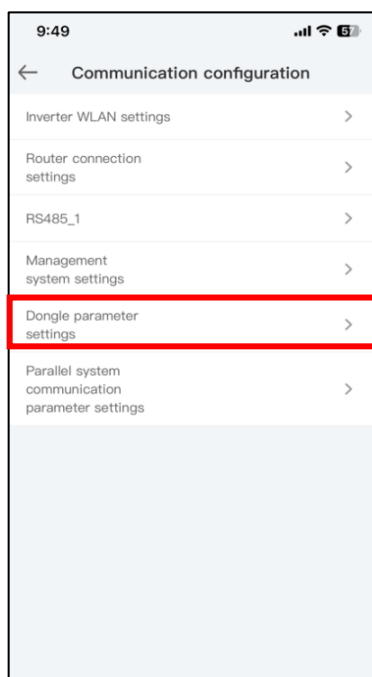 9:49
57
Communication configuration
Inverter WLAN settings
Router connection
settings
RS485_1
Management
system settings
Dongle parameter
settings
Parallel system
communication
parameter settings